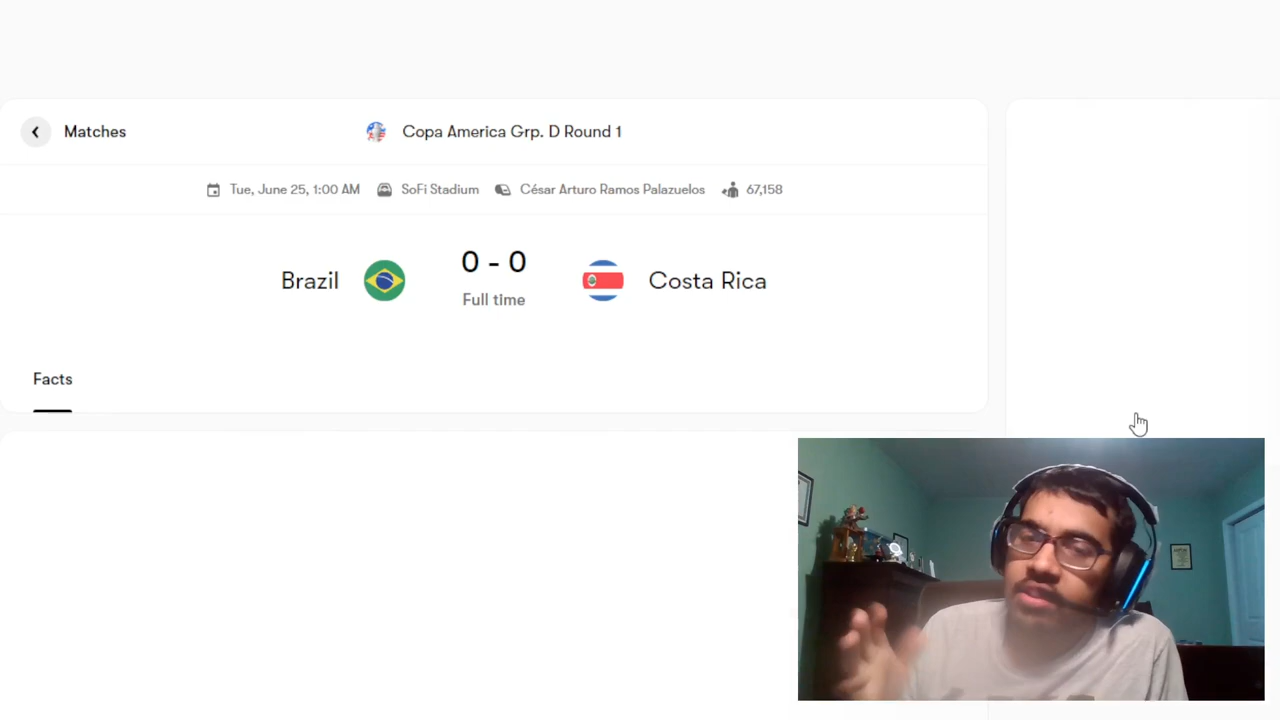 Matches
Copa America Grp. D Round 1
Tue, June 25, 1:00 AM SoFi Stadium César Arturo Ramos Palazuelos 67,158
Brazil 0 - 0 Costa Rica
Full time
Facts